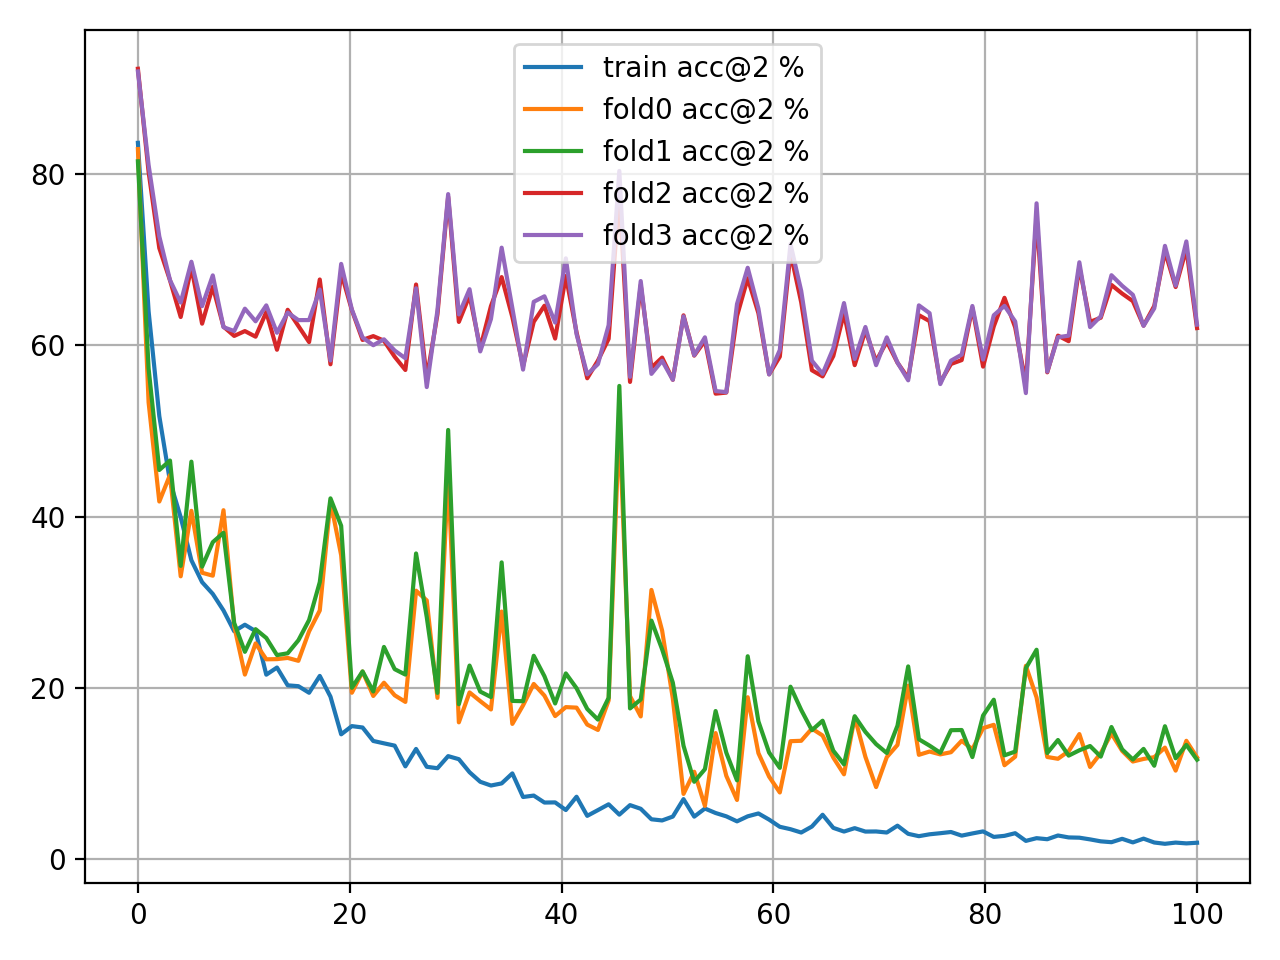 train acc@2 %
fold0 acc@2 %
fold1 acc@2 %
fold2 acc@2 %
fold3 acc@2 %
80
60
40
20
0
0 20 40 60 80 100